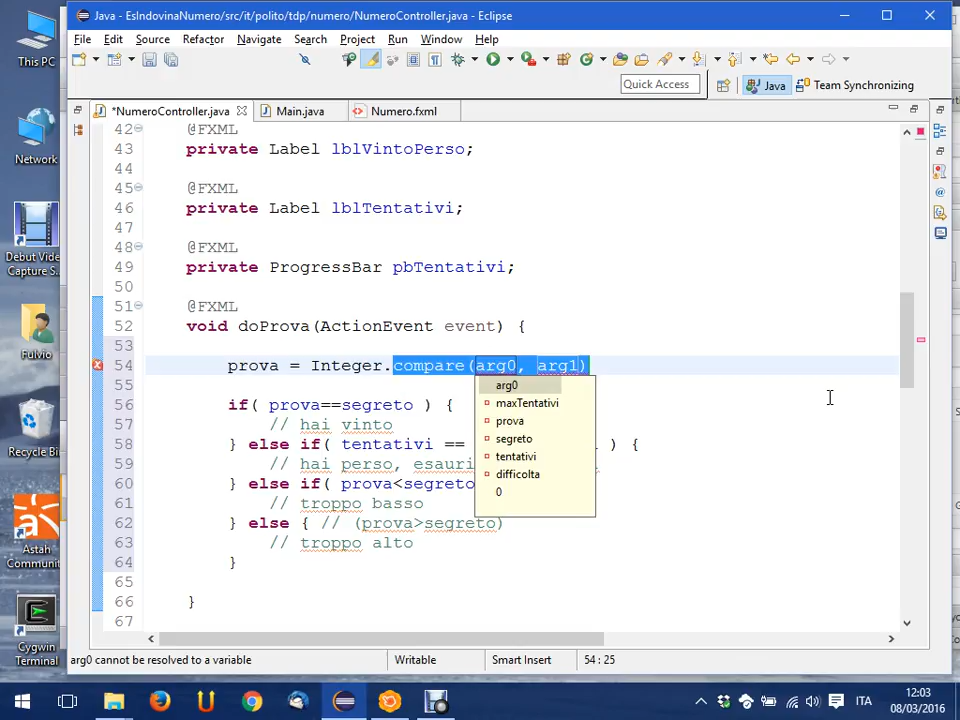 This PC
Network
Debut Video
Capture S...
Fulvio
Recycle Bin
Astah
Communi
Cygwin
Terminal
Java - EsIndovinaNumero/src/it/polito/tdp/numero/NumeroController.java - Eclipse
File Edit Source Refactor Navigate Search Project Run Window Help
Quick Access
Java
Team Synchronizing
*NumeroController.java
Main.java
Numero.fxml
42 @FXML
43 private Label lblVintoPerso;
44
45 @FXML
46 private Label lblTentativi;
47
48 @FXML
49 private ProgressBar pbTentativi;
50
51 @FXML
52 void doProva(ActionEvent event) {
53
54 prova = Integer.compare(arg0, arg1)
55
56 if( prova==segreto ) {
57 // hai vinto
58 } else if( tentativi == ) {
59 // hai perso, esauri
60 } else if( prova<segreto
61 // troppo basso
62 } else { // (prova>segreto)
63 // troppo alto
64 }
65
66 }
67
arg0
maxTentativi
prova
segreto
tentativi
difficolta
0
arg0 cannot be resolved to a variable
Writable
Smart Insert
54 : 25
ITA
12:03
08/03/2016